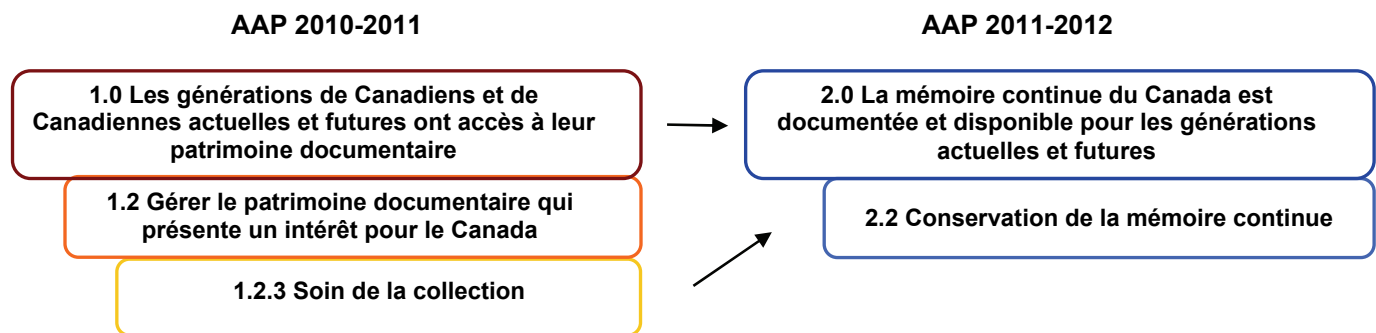 AAP 2010-2011
AAP 2011-2012
1.0 Les générations de Canadiens et de
Canadiennes actuelles et futures ont accès à leur
patrimoine documentaire
2.0 La mémoire continue du Canada est
documentée et disponible pour les générations
actuelles et futures
1.2 Gérer le patrimoine documentaire qui
présente un intérêt pour le Canada
2.2 Conservation de la mémoire continue
1.2.3 Soin de la collection